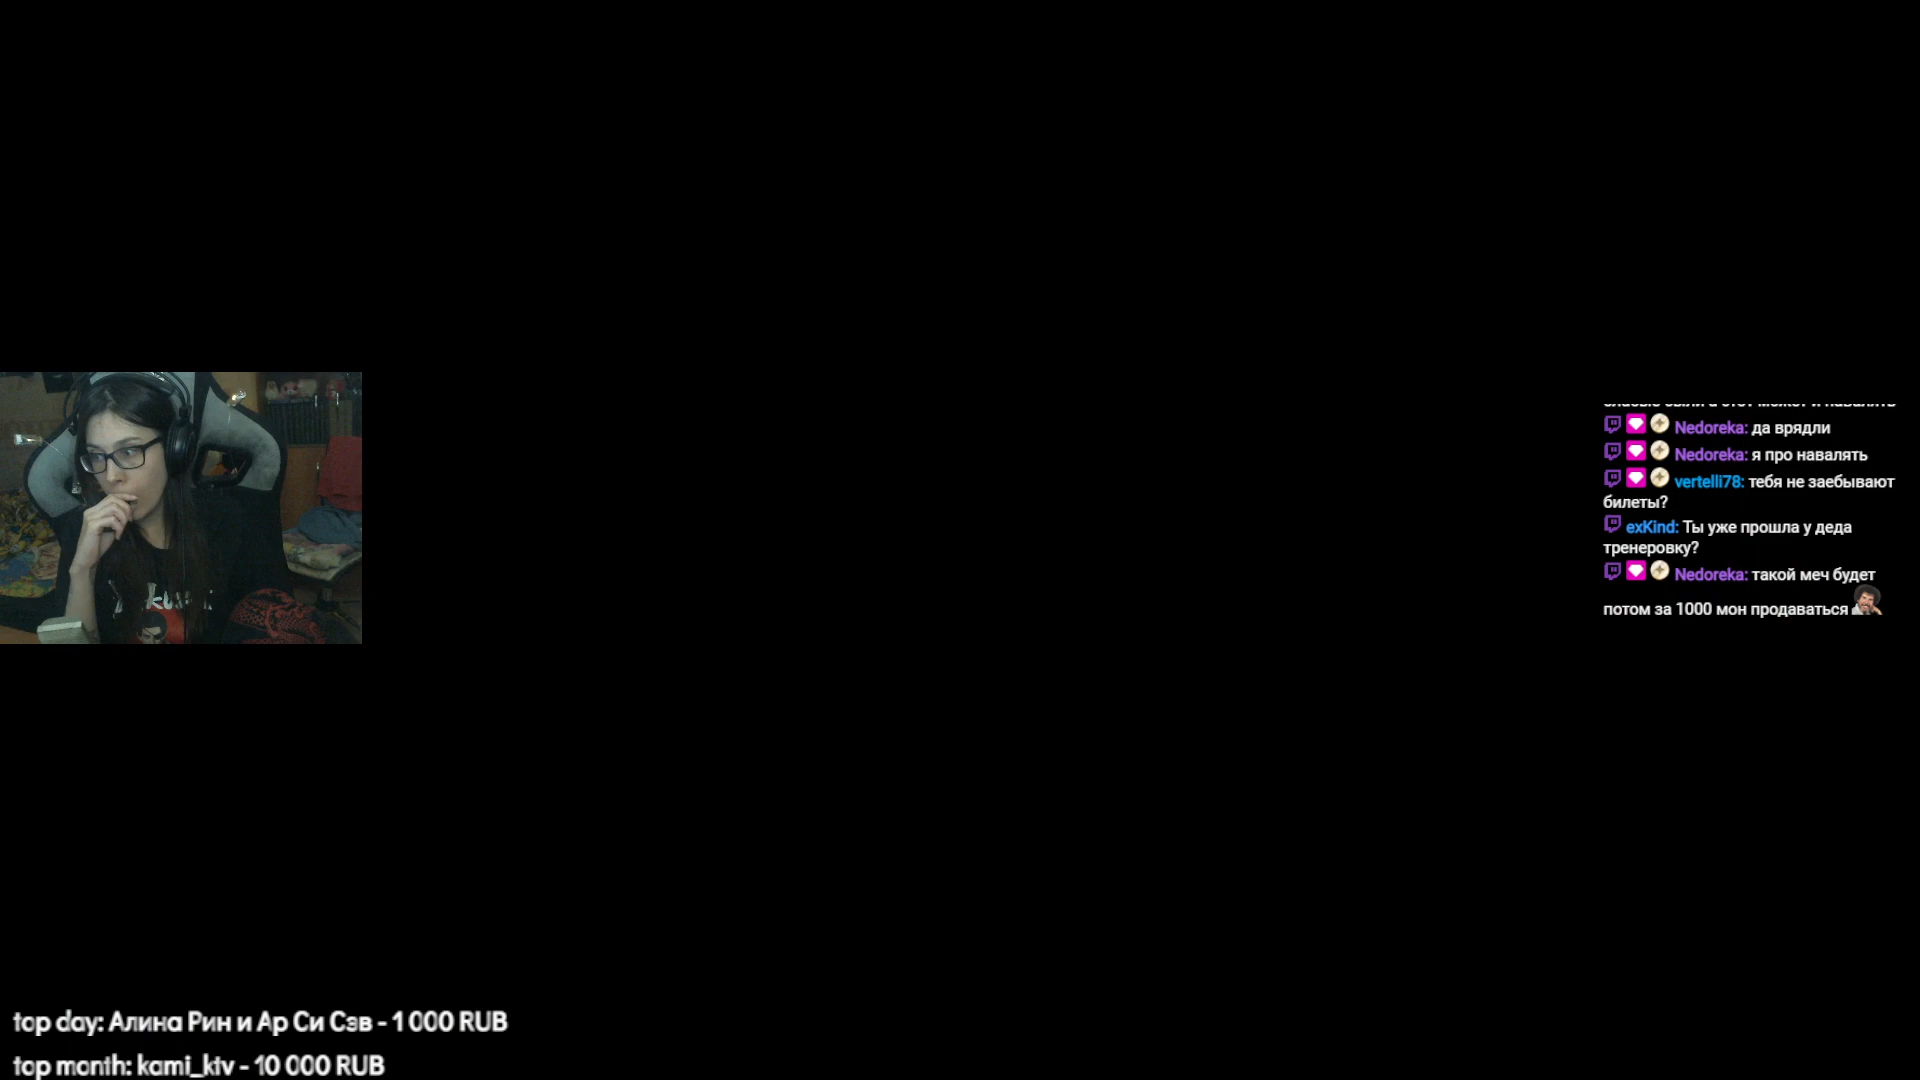 Nedoreka: да врядли
Nedoreka: я про навалять
vertelli78: тебя не заебывают
билеты?
exKind: Ты уже прошла у деда
тренеровку?
Nedoreka: такой меч будет
потом за 1000 мон продаваться
top day: Алина Рин и Ар Си Сэв - 1 000 RUB
top month: kami_ktv - 10 000 RUB